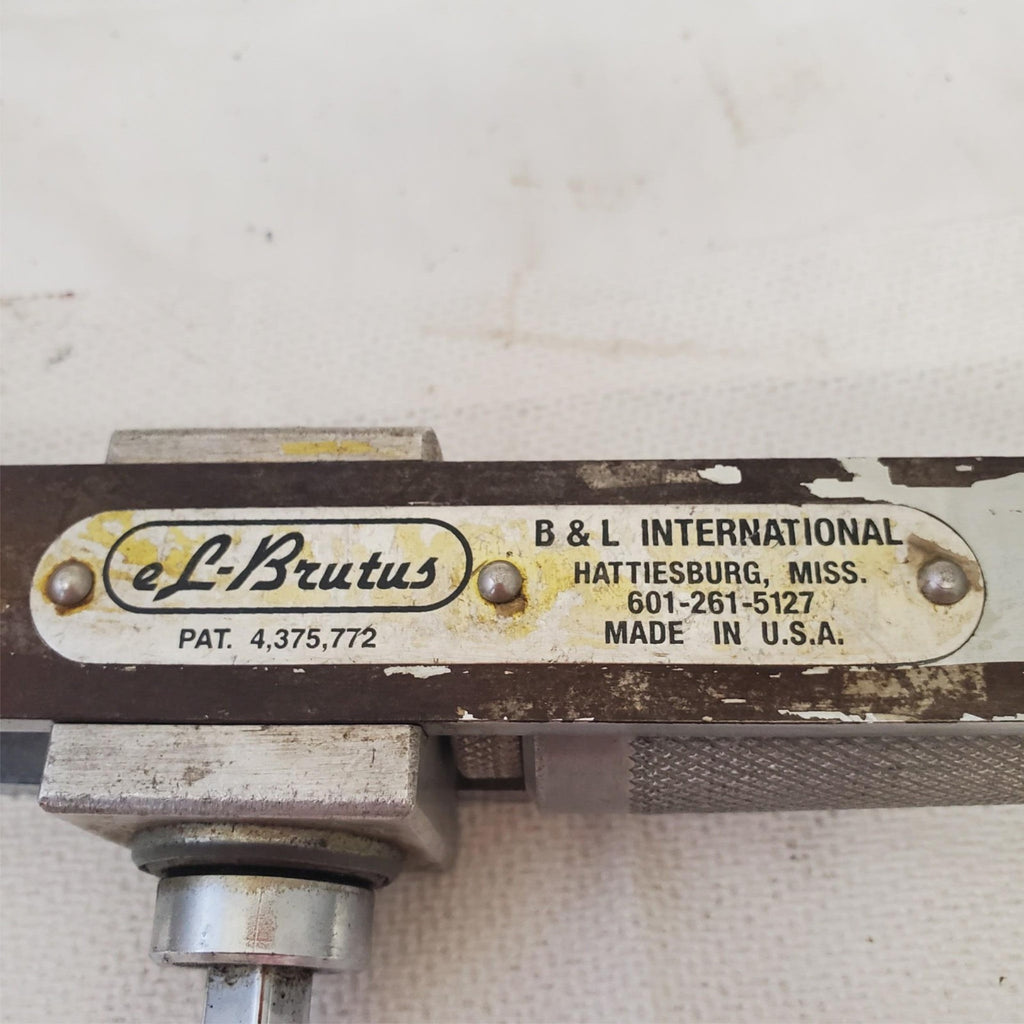 eL-Brutus
PAT. 4,375,772
B & L INTERNATIONAL
HATTIESBURG, MISS.
601-261-5127
MADE IN U.S.A.